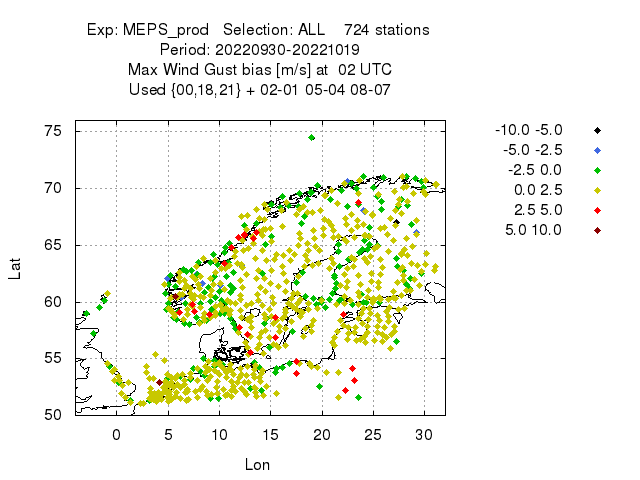 Exp: MEPS_prod   Selection: ALL    724 stations
Period: 20220930-20221019
Max Wind Gust bias [m/s] at  02 UTC
Used {00,18,21} + 02-01 05-04 08-07
-10.0 -5.0
-5.0 -2.5
-2.5 0.0
0.0 2.5
2.5 5.0
5.0 10.0
75
70
65
60
55
50
Lat
0 5 10 15 20 25 30
Lon